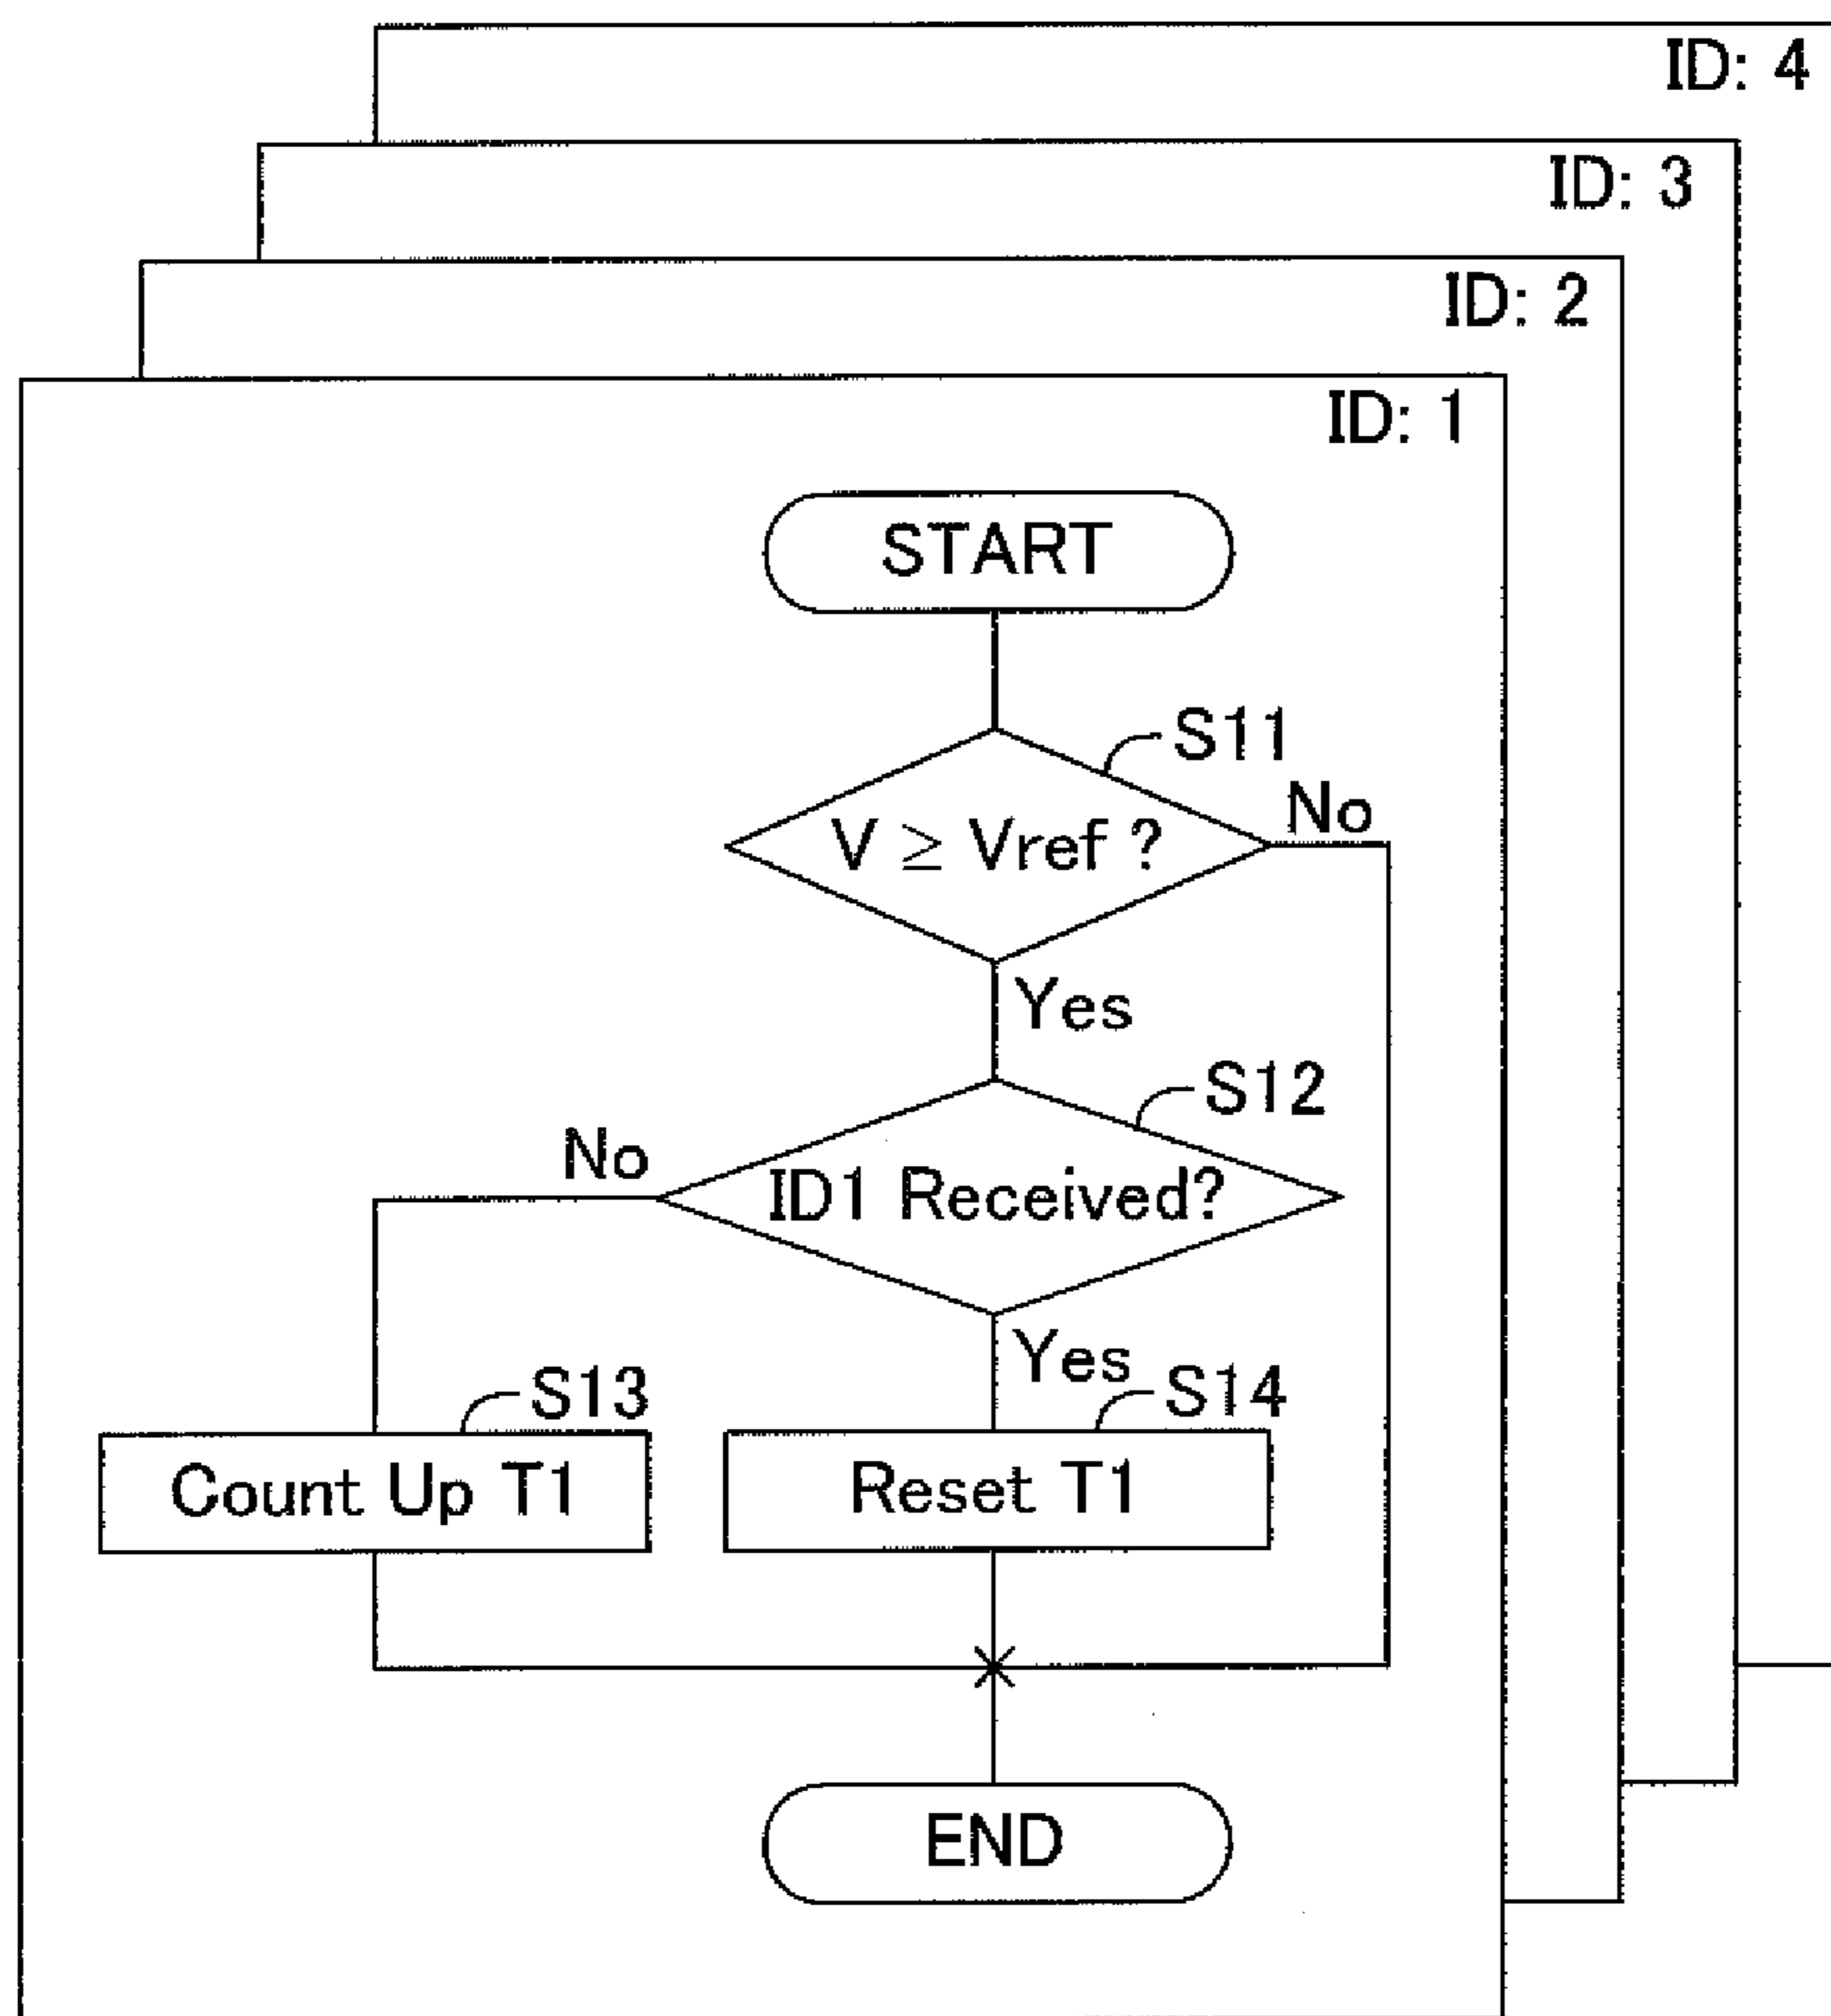 ID: 4
ID: 3
ID: 2
ID: 1
START
S11
V ≥ Vref ?
No
Yes
S12
ID1 Received?
No
Yes
S13
Count Up T1
S14
Reset T1
END